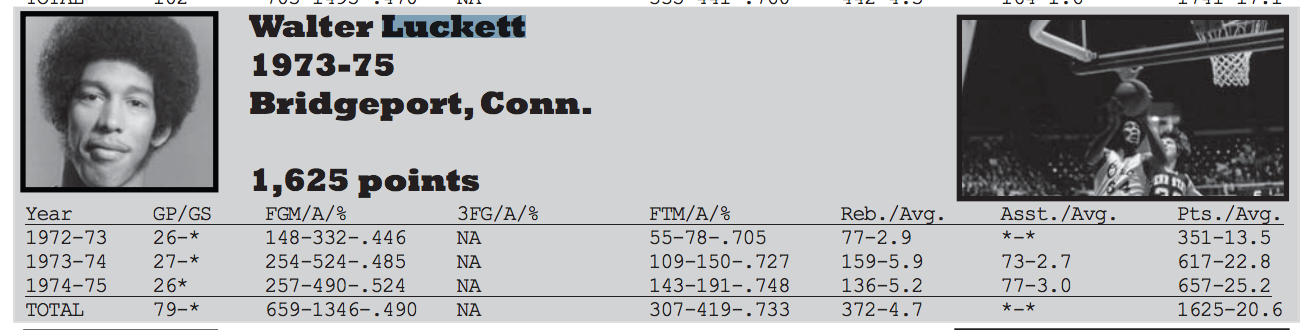 Walter Luckett
1973-75
Bridgeport, Conn.
1,625 points
Year GP/GS FGM/A/% 3FG/A/% FTM/A/% Reb./Avg. Asst./Avg. Pts./Avg.
1972-73 26-* 148-332-.446 NA 55-78-.705 77-2.9 *-* 351-13.5
1973-74 27-* 254-524-.485 NA 109-150-.727 159-5.9 73-2.7 617-22.8
1974-75 26* 257-490-.524 NA 143-191-.748 136-5.2 77-3.0 657-25.2
TOTAL 79-* 659-1346-.490 NA 307-419-.733 372-4.7 *-* 1625-20.6